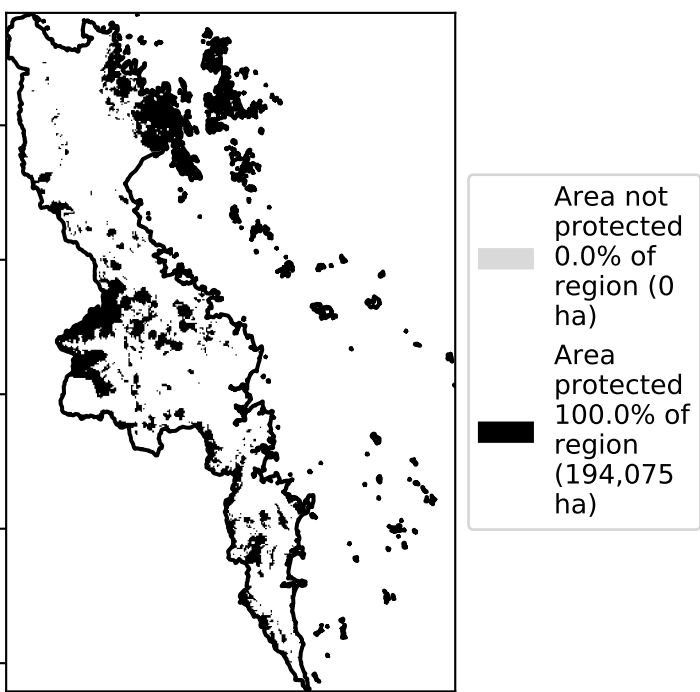 Area not
protected
0.0% of
region (0
ha)
Area
protected
100.0% of
region
(194,075
ha)